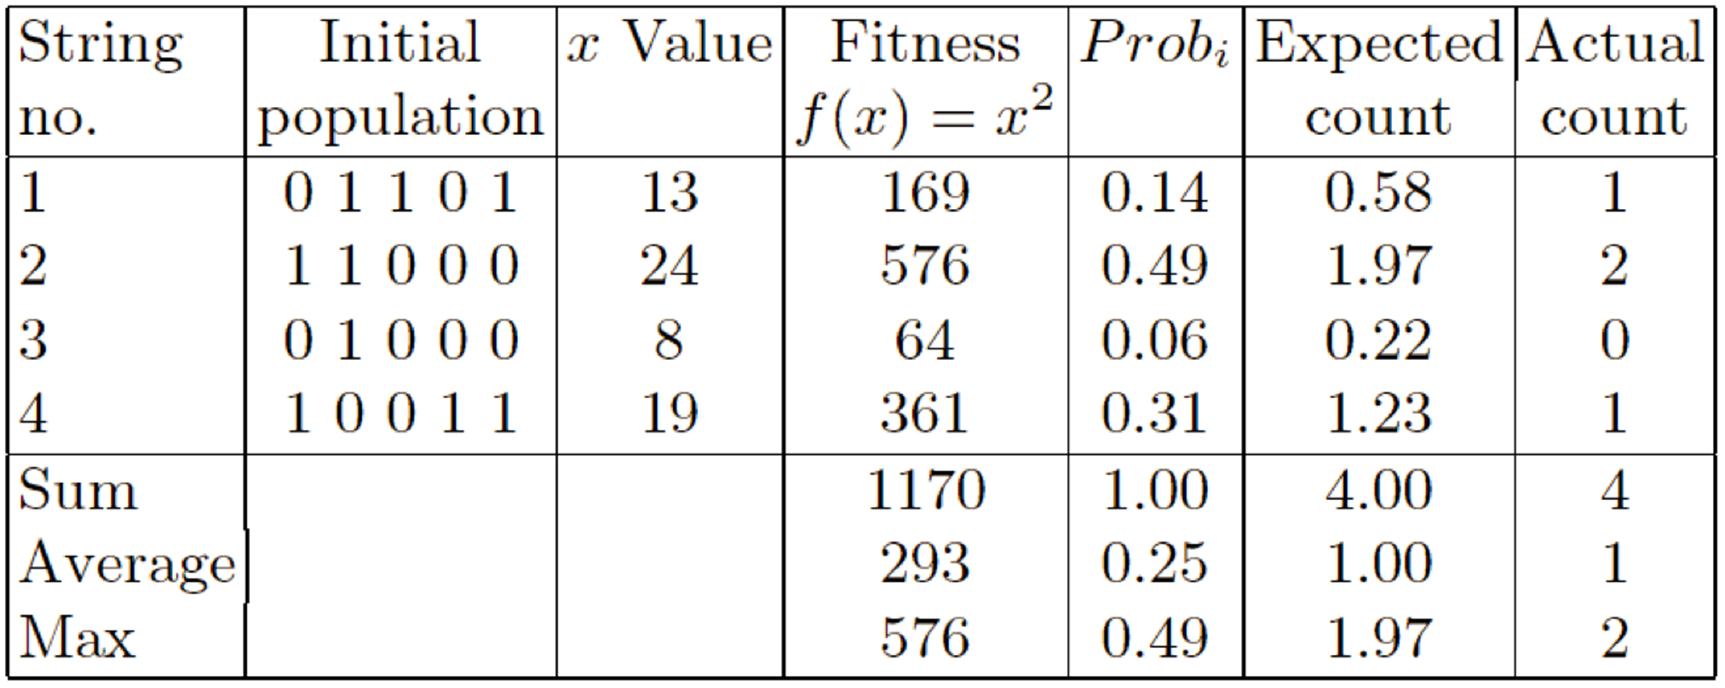 String Initial x Value Fitness Prob_i Expected Actual
no. population f(x) = x² count count
1 0 1 1 0 1 13 169 0.14 0.58 1
2 1 1 0 0 0 24 576 0.49 1.97 2
3 0 1 0 0 0 8 64 0.06 0.22 0
4 1 0 0 1 1 19 361 0.31 1.23 1
Sum 1170 1.00 4.00 4
Average 293 0.25 1.00 1
Max 576 0.49 1.97 2